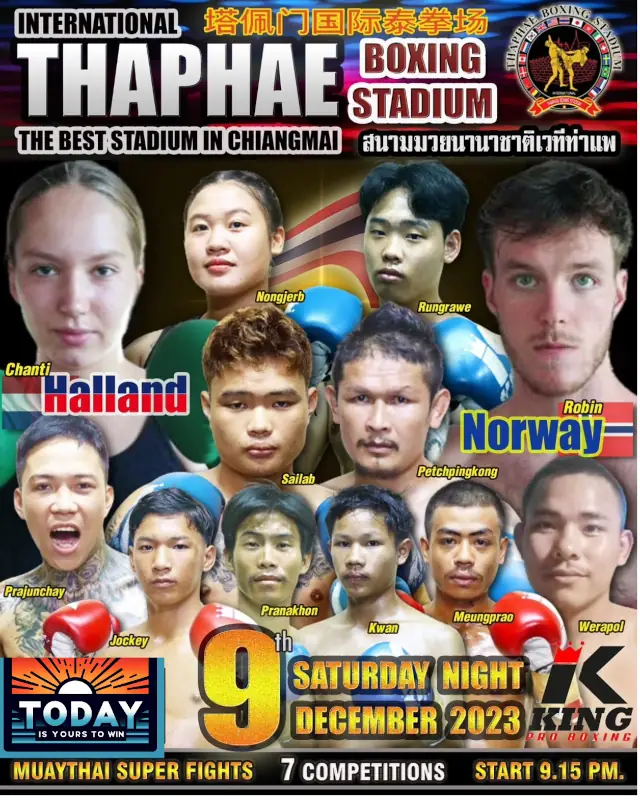 INTERNATIONAL
塔佩门国际泰拳场
THAPHAE
BOXING
STADIUM
THAPHAE BOXING STADIUM
THE BEST STADIUM IN CHIANGMAI
สนามมวยนานาชาติเวทีท่าแพ
Nongjerb
Rungrawe
Chanti
Halland
Robin
Norway
Sailab
Petchpingkong
Prajunchay
Jockey
Pranakhon
Kwan
Meungprao
Werapol
9th
SATURDAY NIGHT
DECEMBER 2023
TODAY
IS YOURS TO WIN
K
KING
PRO BOXING
MUAYTHAI SUPER FIGHTS
7 COMPETITIONS
START 9.15 PM.